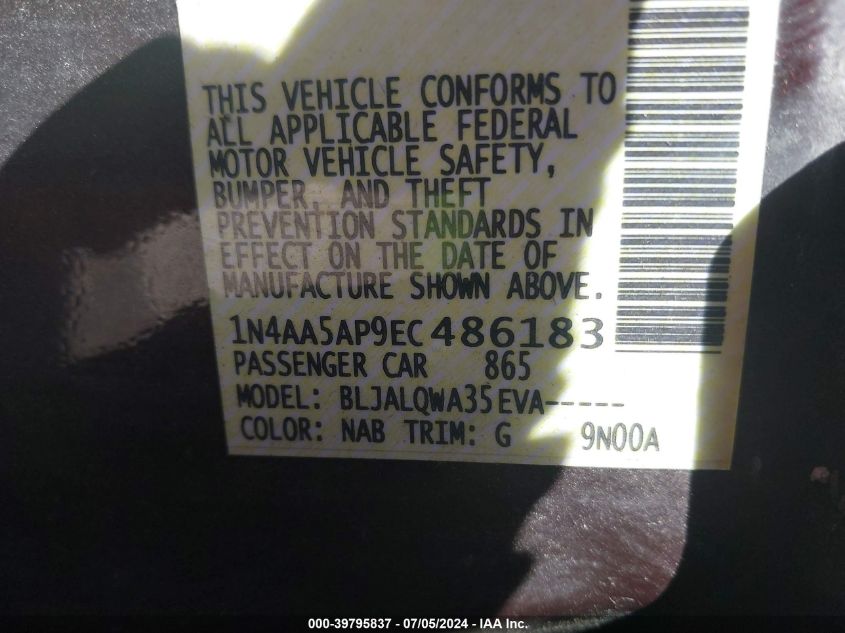 THIS VEHICLE CONFORMS TO
ALL APPLICABLE FEDERAL
MOTOR VEHICLE SAFETY,
BUMPER, AND THEFT
PREVENTION STANDARDS IN
EFFECT ON THE DATE OF
MANUFACTURE SHOWN ABOVE.
1N4AA5AP9EC486183
PASSENGER CAR 865
MODEL: BLJALQWA35EVA-----
COLOR: NAB TRIM: G 9N00A
000-39795837 - 07/05/2024 - IAA Inc.